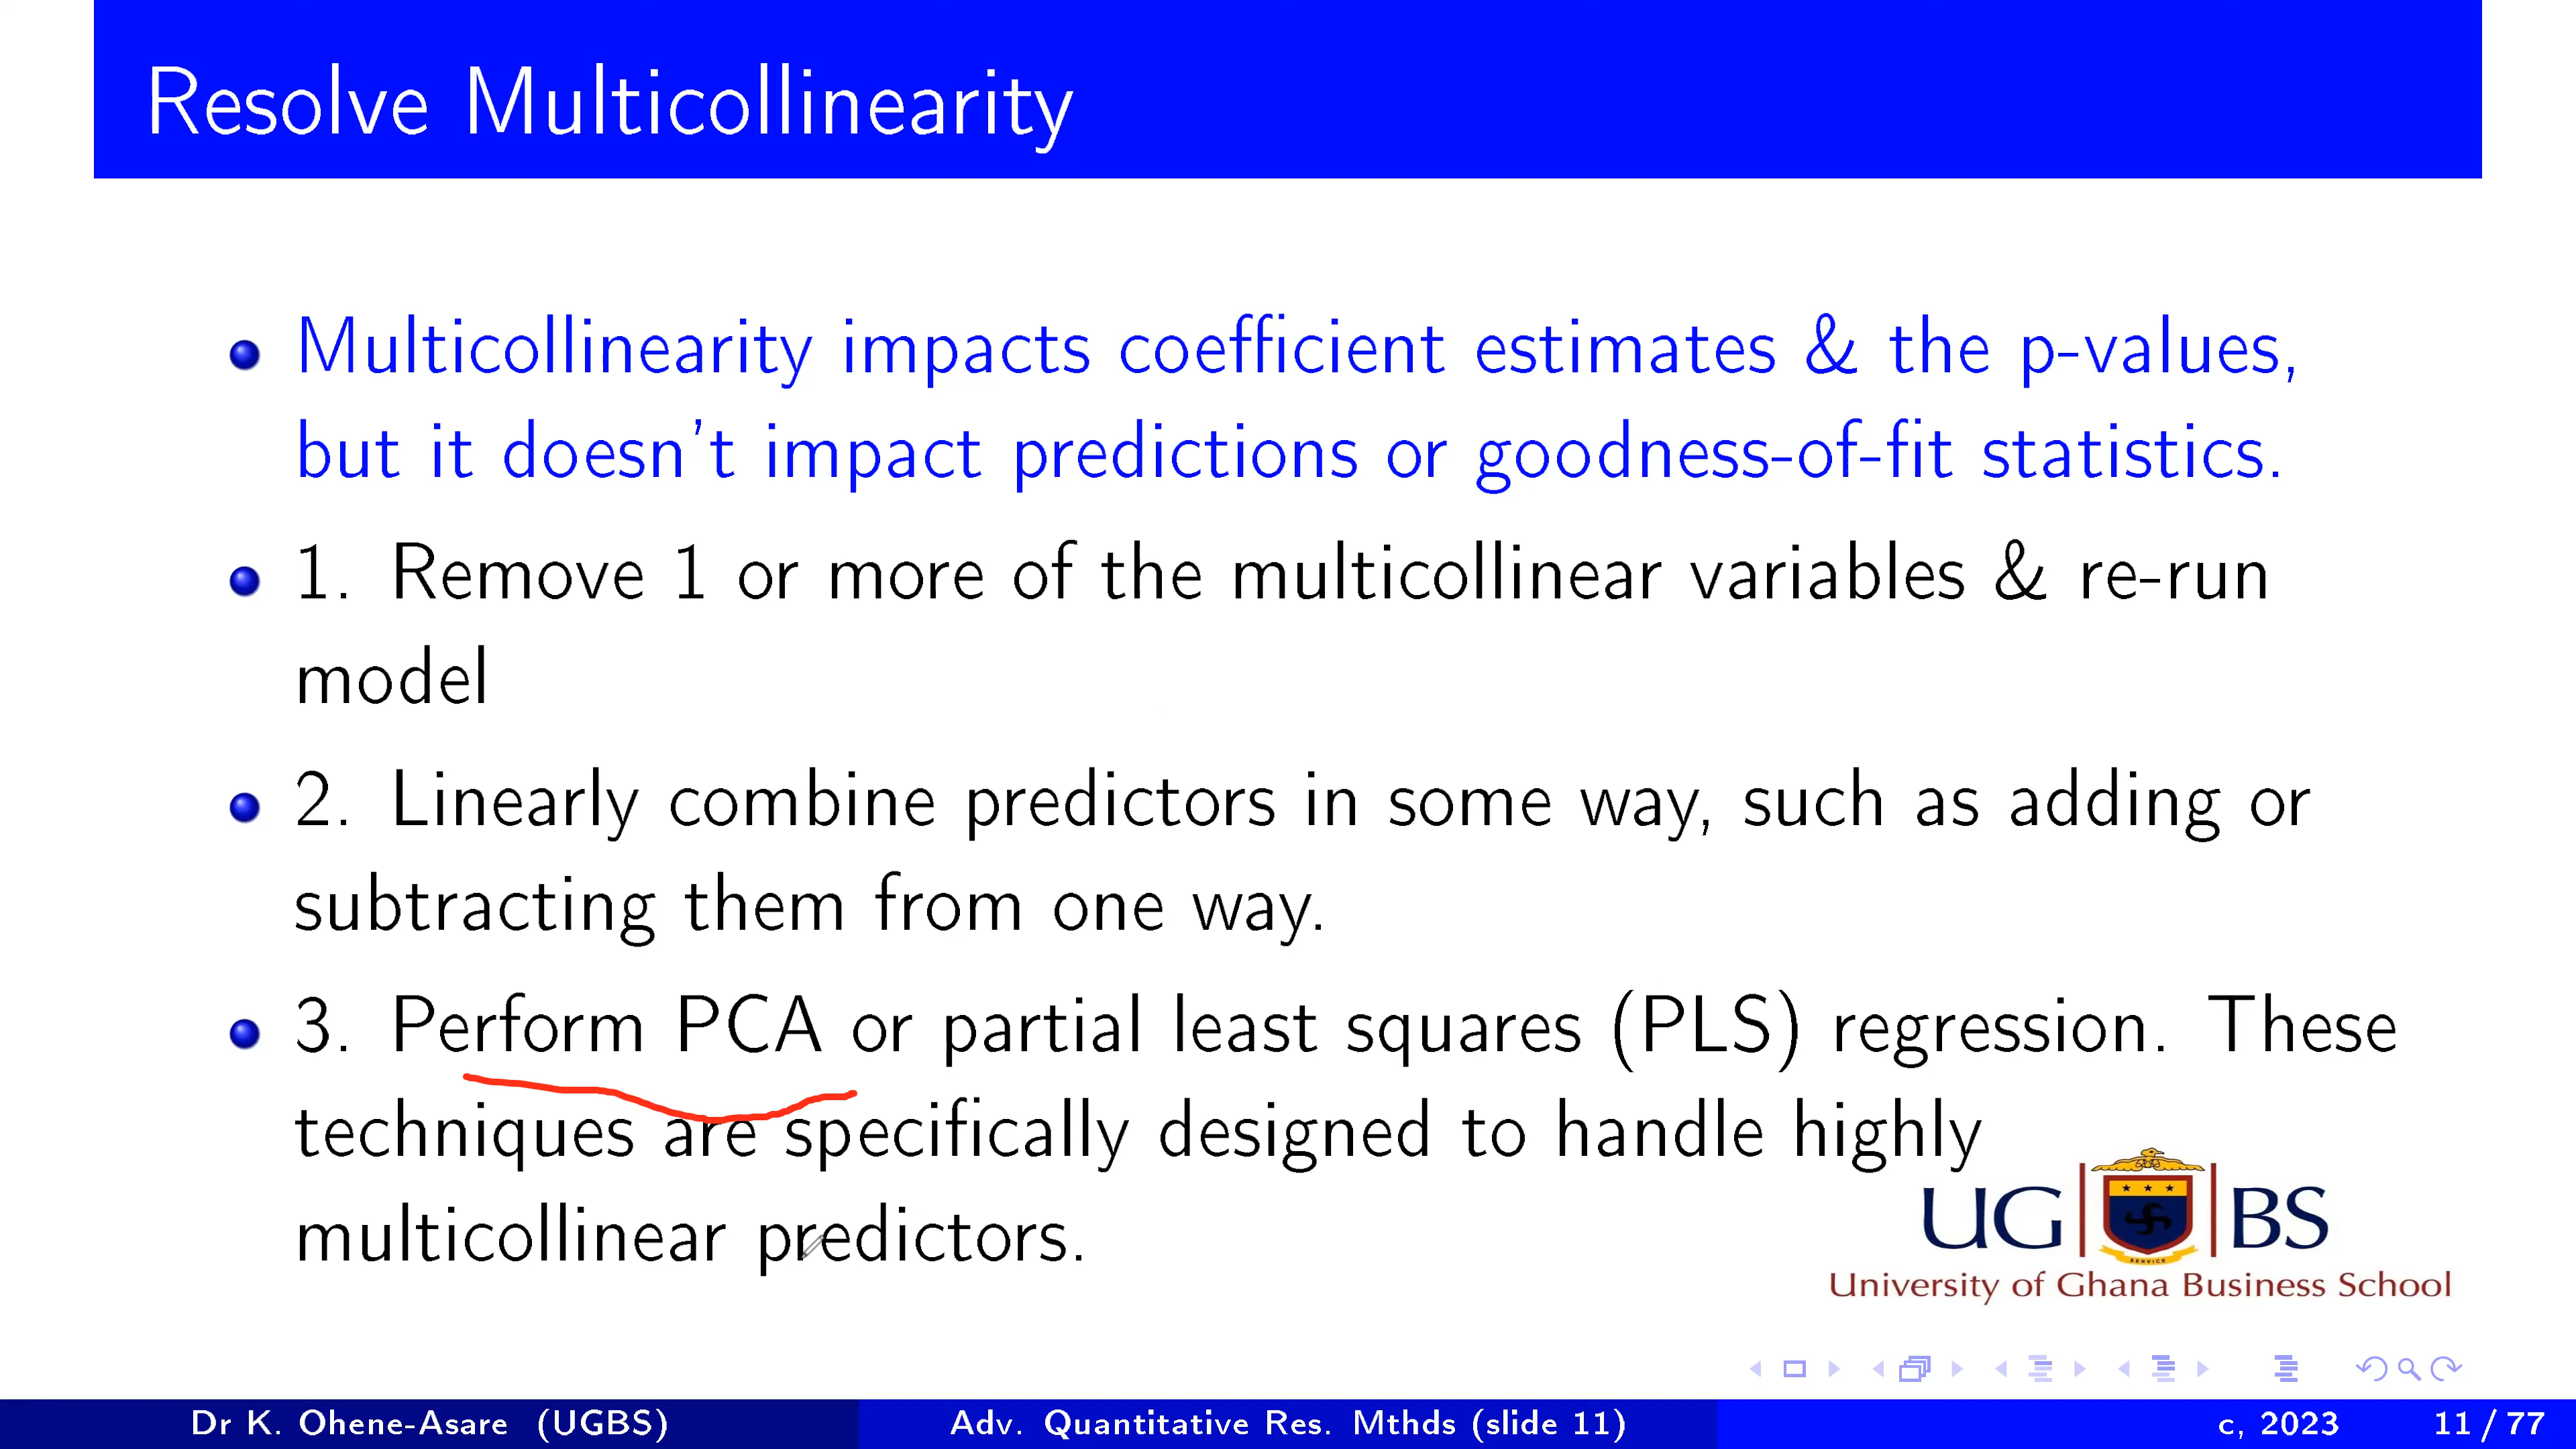 Resolve Multicollinearity
Multicollinearity impacts coefficient estimates & the p-values,
but it doesn't impact predictions or goodness-of-fit statistics.
1. Remove 1 or more of the multicollinear variables & re-run
model
2. Linearly combine predictors in some way, such as adding or
subtracting them from one way.
3. Perform PCA or partial least squares (PLS) regression. These
techniques are specifically designed to handle highly
multicollinear predictors.
UG BS
SERVICE
University of Ghana Business School
Dr K. Ohene-Asare (UGBS) Adv. Quantitative Res. Mthds (slide 11) c, 2023 11 / 77